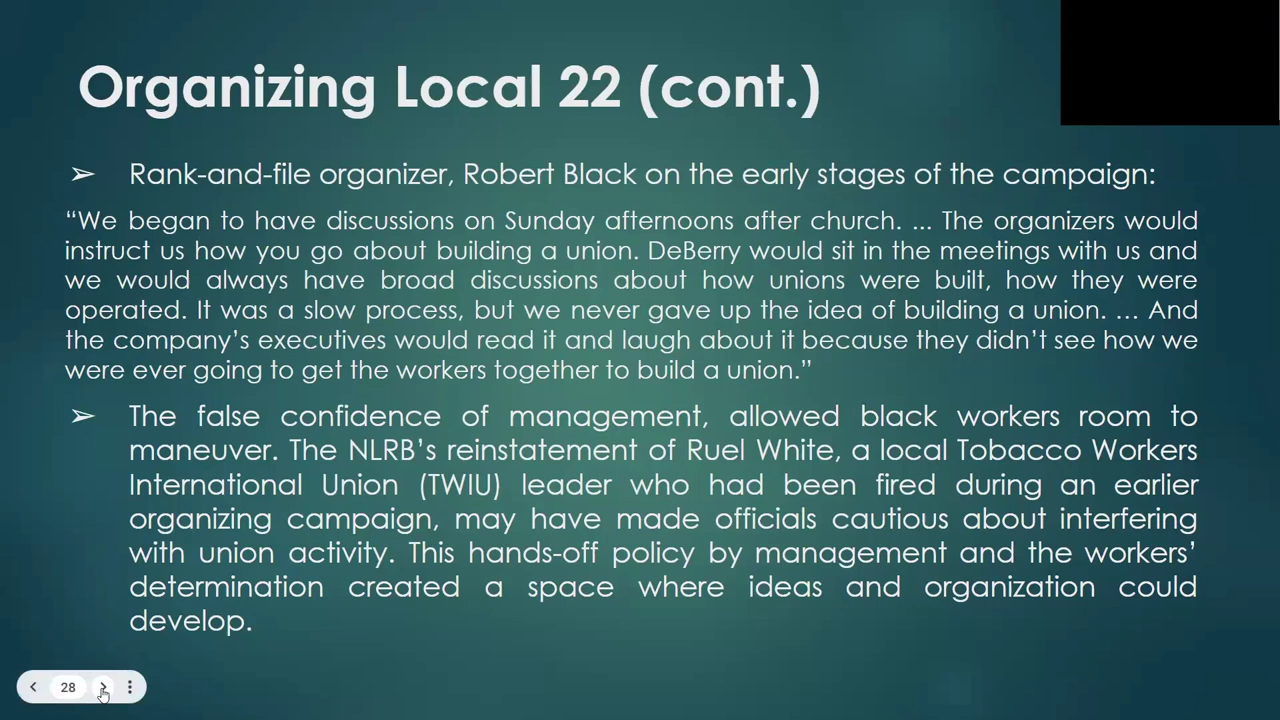 Organizing Local 22 (cont.)
➢ Rank-and-file organizer, Robert Black on the early stages of the campaign:
“We began to have discussions on Sunday afternoons after church. ... The organizers would
instruct us how you go about building a union. DeBerry would sit in the meetings with us and
we would always have broad discussions about how unions were built, how they were
operated. It was a slow process, but we never gave up the idea of building a union. … And
the company’s executives would read it and laugh about it because they didn’t see how we
were ever going to get the workers together to build a union.”
➢ The false confidence of management, allowed black workers room to
maneuver. The NLRB’s reinstatement of Ruel White, a local Tobacco Workers
International Union (TWIU) leader who had been fired during an earlier
organizing campaign, may have made officials cautious about interfering
with union activity. This hands-off policy by management and the workers’
determination created a space where ideas and organization could
develop.
28